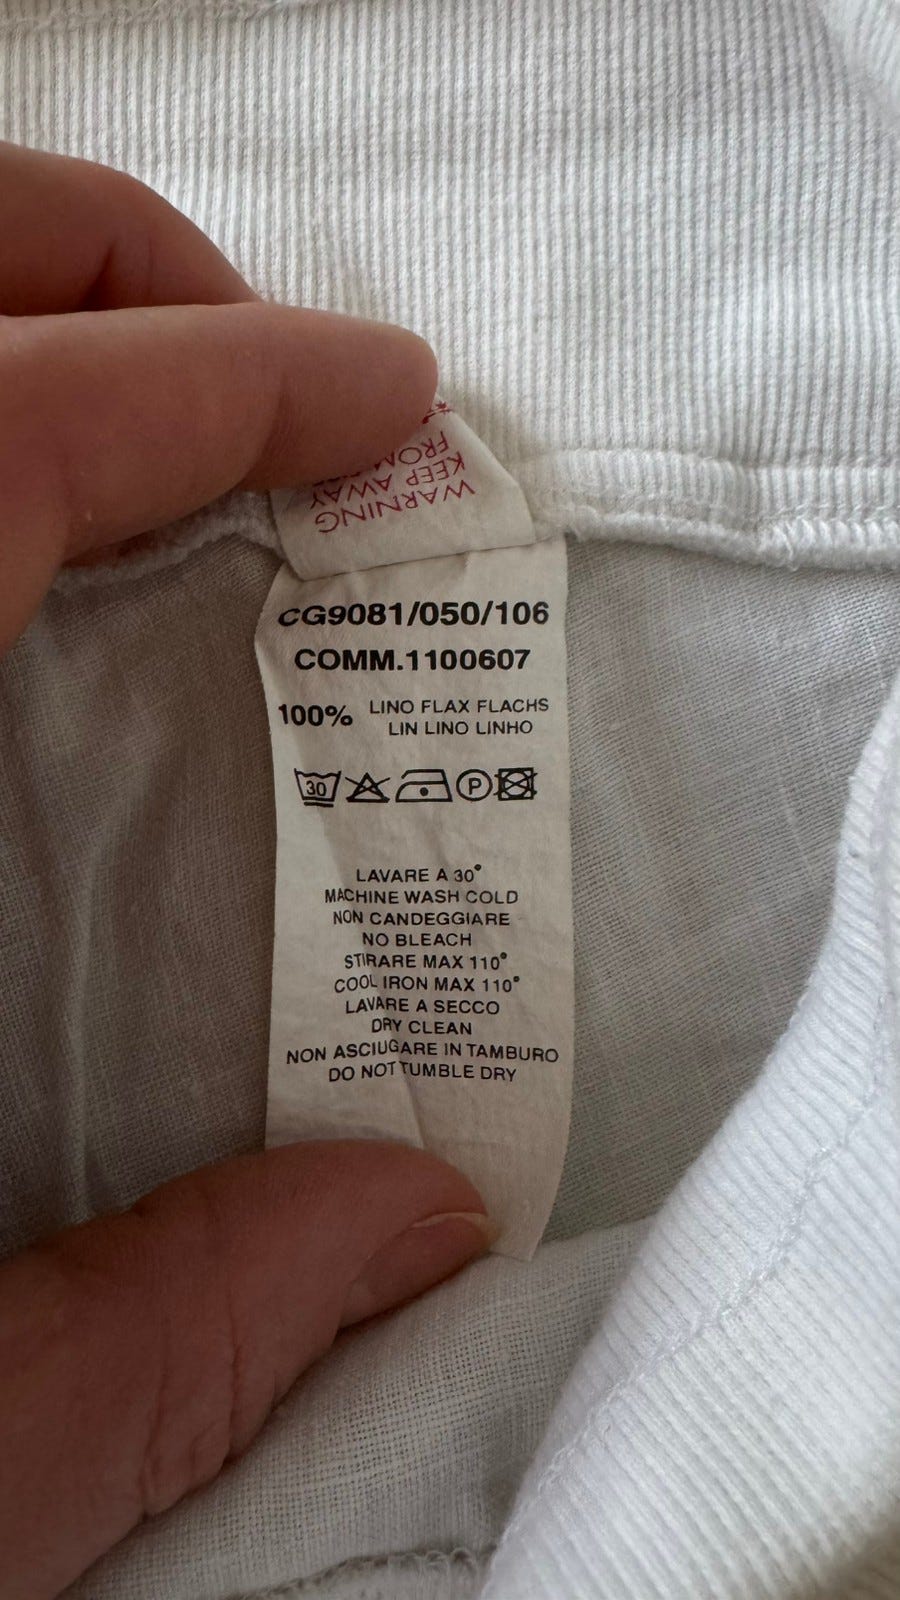 WARNING
KEEP AWAY
FROM
CG9081/050/106
COMM.1100607
100% LINO FLAX FLACHS
LIN LINO LINHO
30 P
LAVARE A 30°
MACHINE WASH COLD
NON CANDEGGIARE
NO BLEACH
STIRARE MAX 110°
COOL IRON MAX 110°
LAVARE A SECCO
DRY CLEAN
NON ASCIUGARE IN TAMBURO
DO NOT TUMBLE DRY